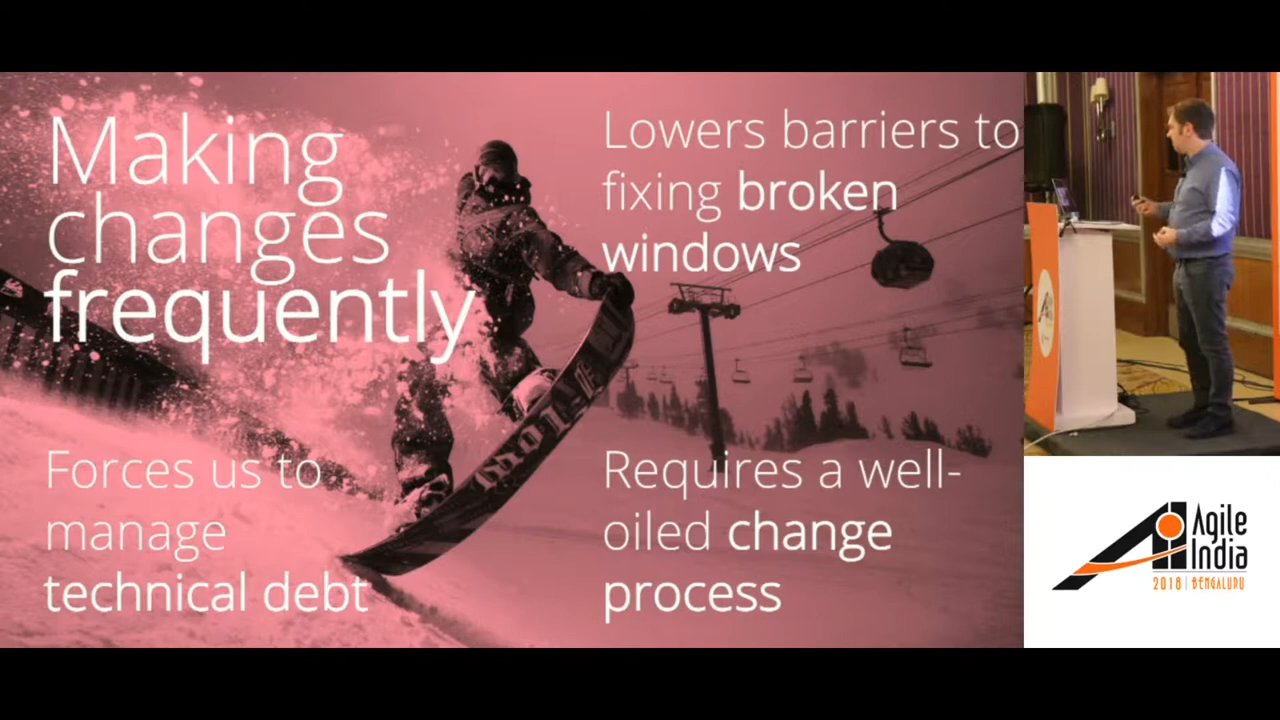 Making
changes
frequently
Lowers barriers to
fixing broken
windows
Forces us to
manage
technical debt
Requires a well-
oiled change
process
Agile
India
2018 | BENGALURU